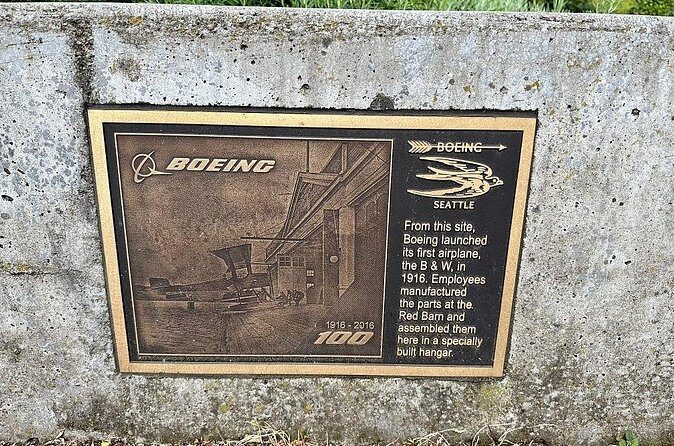 BOEING
1916 - 2016
100
BOEING
SEATTLE
From this site,
Boeing launched
its first airplane,
the B & W, in
1916. Employees
manufactured
the parts at the
Red Barn and
assembled them
here in a specially
built hangar.